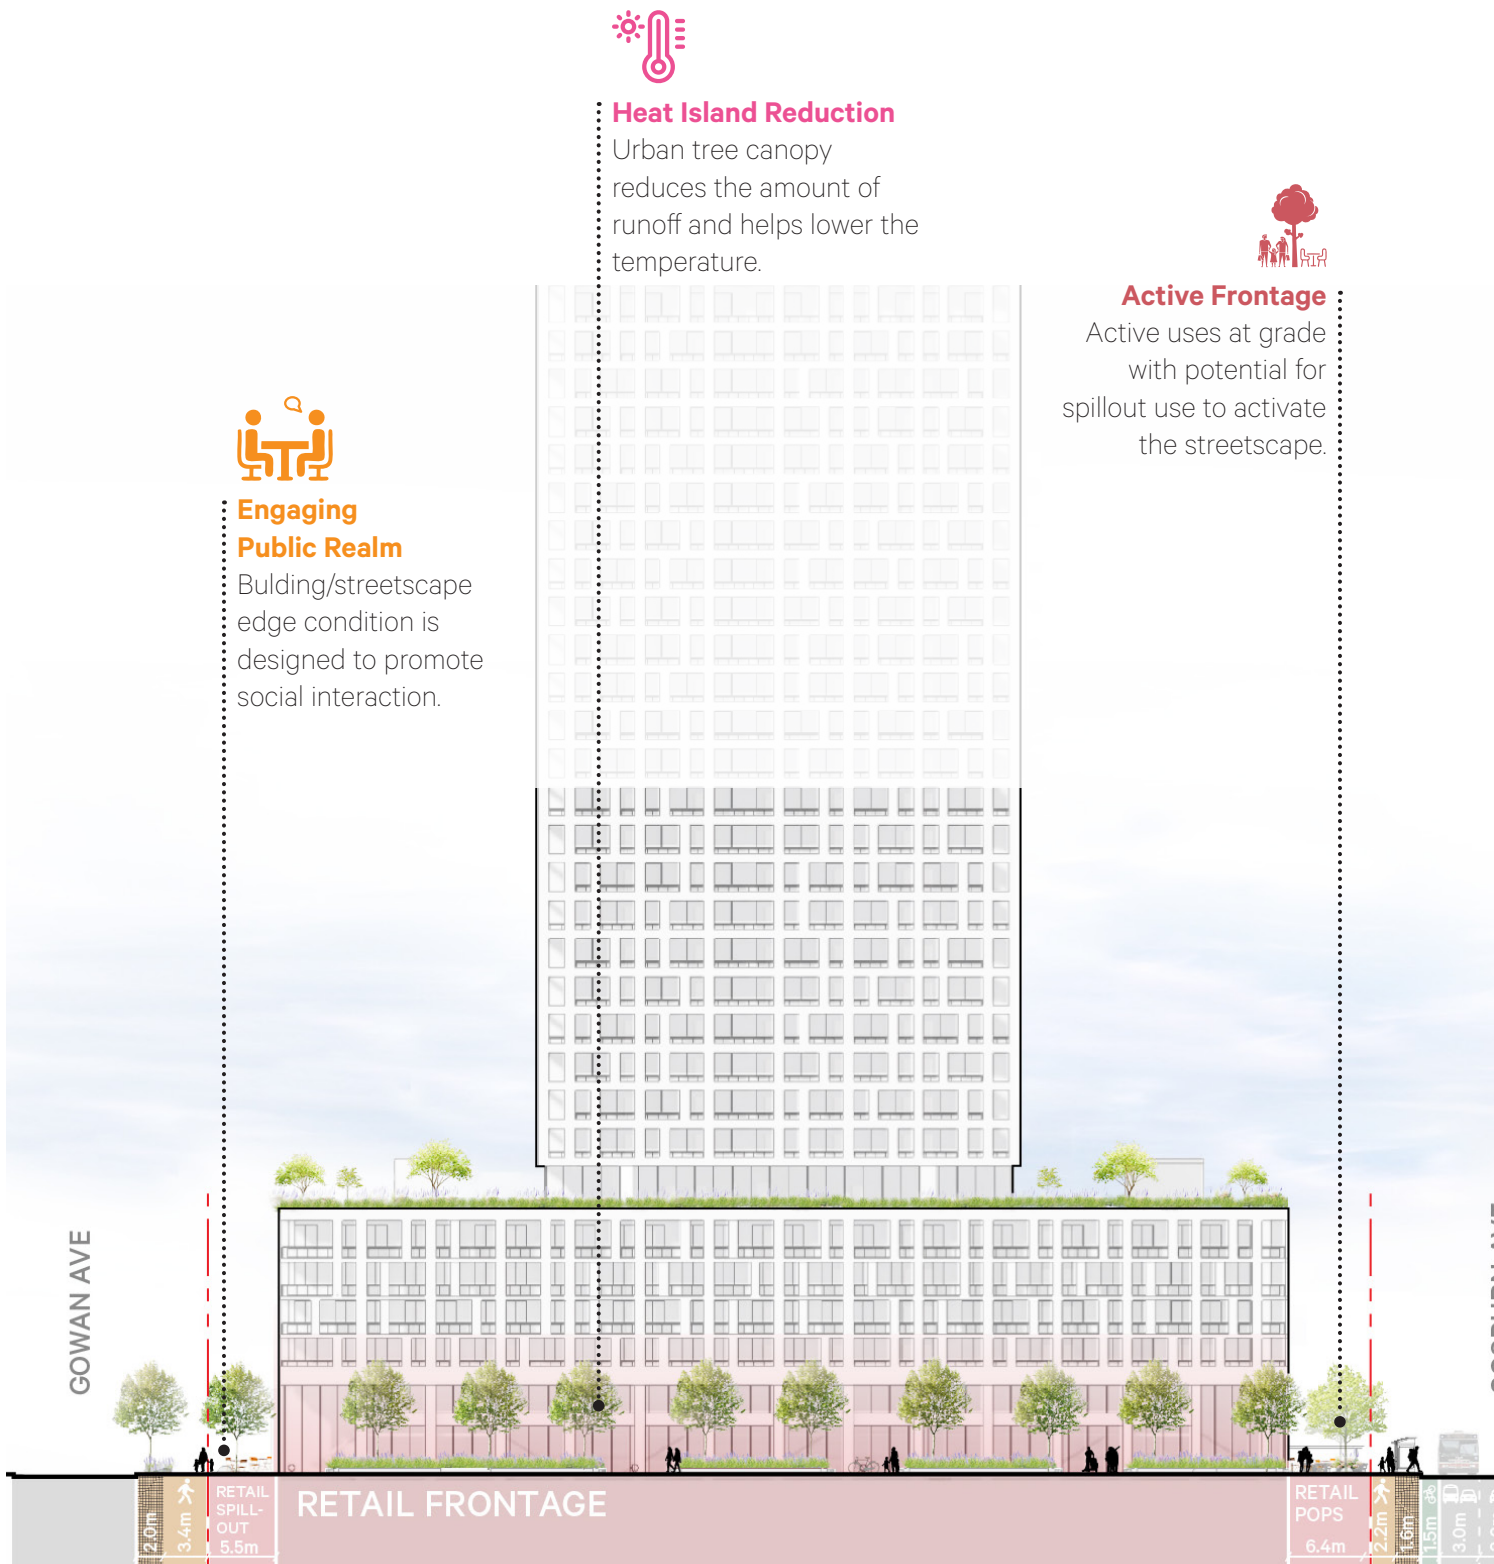 Heat Island Reduction
Urban tree canopy
reduces the amount of
runoff and helps lower the
temperature.
Active Frontage
Active uses at grade
with potential for
spillout use to activate
the streetscape.
Engaging
Public Realm
Bulding/streetscape
edge condition is
designed to promote
social interaction.
GOWAN AVE
2.0m
3.4m
RETAIL
SPILL-
OUT
5.5m
RETAIL FRONTAGE
RETAIL
POPS
6.4m
2.2m
1.6m
1.5m
3.0m